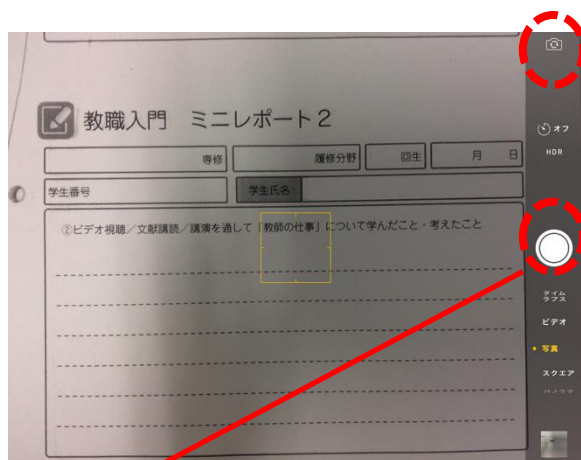 教職入門 ミニレポート2
専修 履修分野 回生 月 日
学生番号 学生氏名
②ビデオ視聴/文献講読/講演を通して「教師の仕事」について学んだこと・考えたこと
オフ
HDR
タイム
ラプス
ビデオ
写真
スクエア